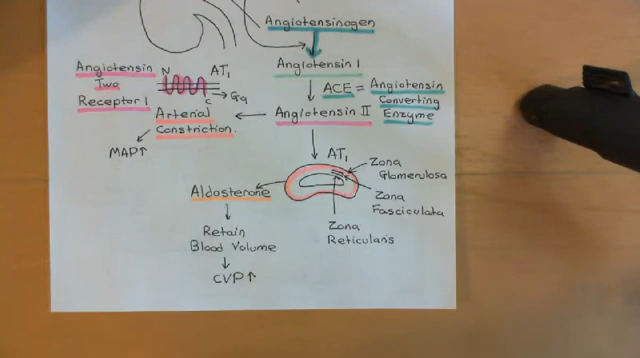 Angiotensinogen
Angiotensin
Two
Receptor 1
N
AT1
C
Gq
Angiotensin I
ACE = Angiotensin
Converting
Enzyme
Arterial
Constriction
Angiotensin II
MAP↑
AT1
Zona
Glomerulosa
Zona
Fasciculata
Zona
Reticularis
Aldosterone
Retain
Blood Volume
CVP↑